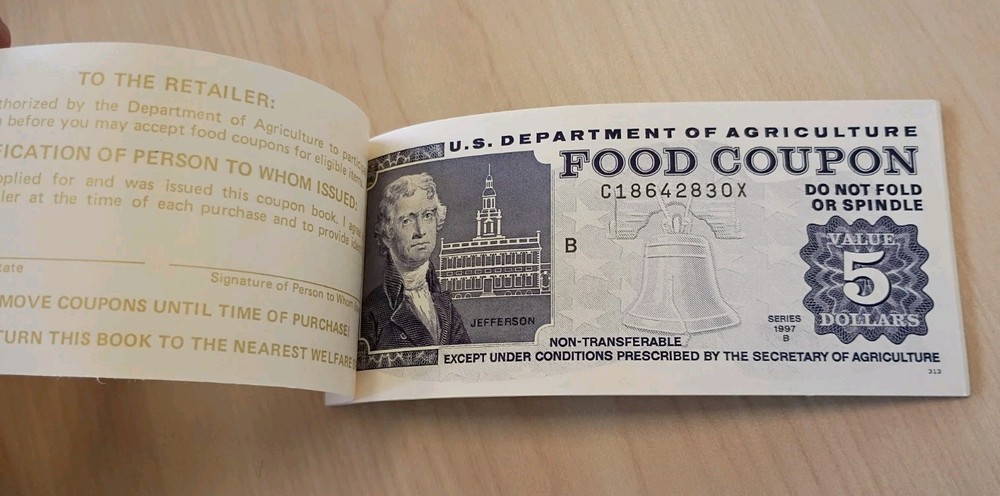 TO THE RETAILER:
thorized by the Department of Agriculture to partici
before you may accept food coupons for eligible items.
FICATION OF PERSON TO WHOM ISSUED:
pplied for and was issued this coupon book. I
ler at the time of each purchase and to provide
Signature of Person to Whom
MOVE COUPONS UNTIL TIME OF PURCHASE!
TURN THIS BOOK TO THE NEAREST WELFARE
U.S. DEPARTMENT OF AGRICULTURE
FOOD COUPON
C18642830X
DO NOT FOLD
OR SPINDLE
B
VALUE
5
DOLLARS
JEFFERSON
SERIES
1997
B
NON-TRANSFERABLE
EXCEPT UNDER CONDITIONS PRESCRIBED BY THE SECRETARY OF AGRICULTURE
313